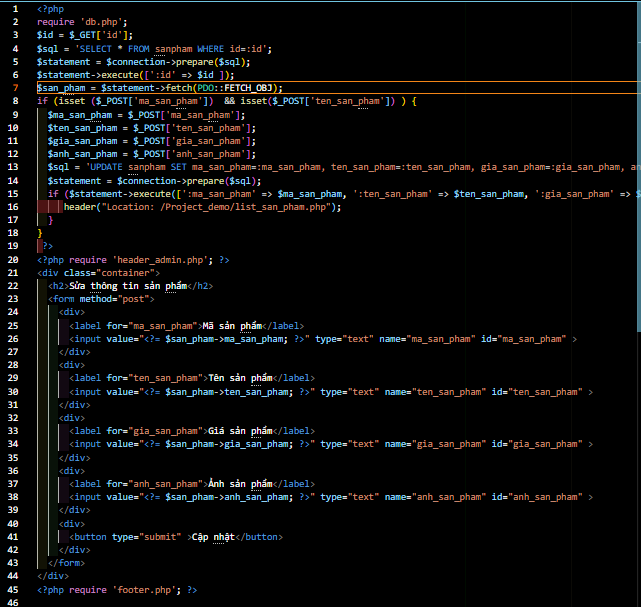 1 <?php
2 require 'db.php';
3 $id = $_GET['id'];
4 $sql = 'SELECT * FROM sanpham WHERE id=:id';
5 $statement = $connection->prepare($sql);
6 $statement->execute([':id' => $id ]);
7 $san_pham = $statement->fetch(PDO::FETCH_OBJ);
8 if (isset ($_POST['ma_san_pham'])  && isset($_POST['ten_san_pham']) ) {
9   $ma_san_pham = $_POST['ma_san_pham'];
10   $ten_san_pham = $_POST['ten_san_pham'];
11   $gia_san_pham = $_POST['gia_san_pham'];
12   $anh_san_pham = $_POST['anh_san_pham'];
13   $sql = 'UPDATE sanpham SET ma_san_pham=:ma_san_pham, ten_san_pham=:ten_san_pham, gia_san_pham=:gia_san_pham, an
14   $statement = $connection->prepare($sql);
15   if ($statement->execute([':ma_san_pham' => $ma_san_pham, ':ten_san_pham' => $ten_san_pham, ':gia_san_pham' => $
16      header("Location: /Project_demo/list_san_pham.php");
17   }
18 }
19  ?>
20 <?php require 'header_admin.php'; ?>
21 <div class="container">
22   <h2>Sửa thông tin sản phẩm</h2>
23   <form method="post">
24     <div>
25       <label for="ma_san_pham">Mã sản phẩm</label>
26       <input value="<?= $san_pham->ma_san_pham; ?>" type="text" name="ma_san_pham" id="ma_san_pham" >
27     </div>
28     <div>
29       <label for="ten_san_pham">Tên sản phẩm</label>
30       <input value="<?= $san_pham->ten_san_pham; ?>" type="text" name="ten_san_pham" id="ten_san_pham" >
31     </div>
32     <div>
33       <label for="gia_san_pham">Giá sản phẩm</label>
34       <input value="<?= $san_pham->gia_san_pham; ?>" type="text" name="gia_san_pham" id="gia_san_pham" >
35     </div>
36     <div>
37       <label for="anh_san_pham">Ảnh sản phẩm</label>
38       <input value="<?= $san_pham->anh_san_pham; ?>" type="text" name="anh_san_pham" id="anh_san_pham" >
39     </div>
40     <div>
41       <button type="submit" >Cập nhật</button>
42     </div>
43   </form>
44 </div>
45 <?php require 'footer.php'; ?>
46